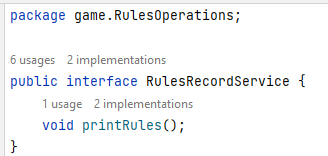 package game.RulesOperations;
6 usages 2 implementations
public interface RulesRecordService {
1 usage 2 implementations
void printRules();
}